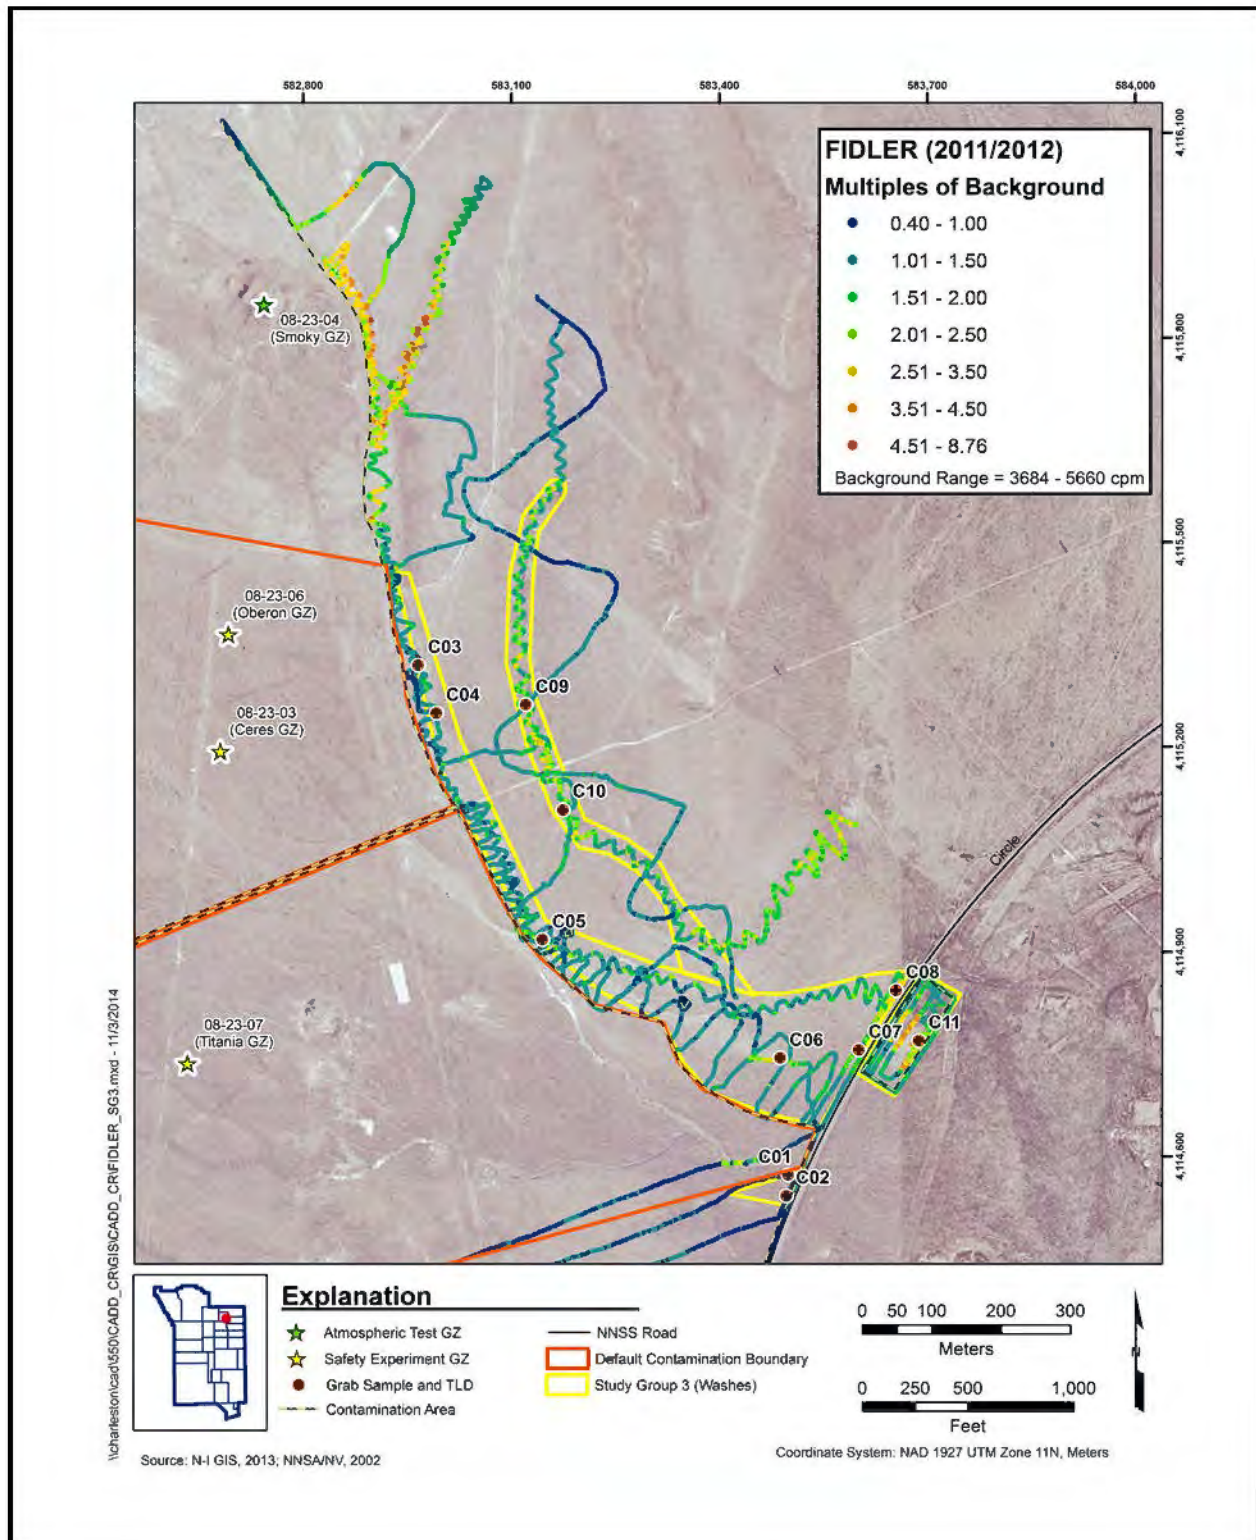 582,800
583,100
583,400
583,700
584,000
4,116,100
4,115,800
4,115,500
4,115,200
4,114,900
4,114,600
FIDLER (2011/2012)
Multiples of Background
0.40 - 1.00
1.01 - 1.50
1.51 - 2.00
2.01 - 2.50
2.51 - 3.50
3.51 - 4.50
4.51 - 8.76
Background Range = 3684 - 5660 cpm
08-23-04
(Smoky GZ)
08-23-06
(Oberon GZ)
C03
C04
C09
08-23-03
(Ceres GZ)
C10
Circle
C05
C08
C11
C07
C06
08-23-07
(Titania GZ)
C01
C02
\\charleston\cad\550\CADD_CR\GIS\CADD_CR\FIDLER_SG3.mxd - 11/3/2014
Explanation
Atmospheric Test GZ
Safety Experiment GZ
Grab Sample and TLD
Contamination Area
NNSS Road
Default Contamination Boundary
Study Group 3 (Washes)
0 50 100 200 300
Meters
0 250 500 1,000
Feet
Source: N-I GIS, 2013; NNSA/NV, 2002
Coordinate System: NAD 1927 UTM Zone 11N, Meters